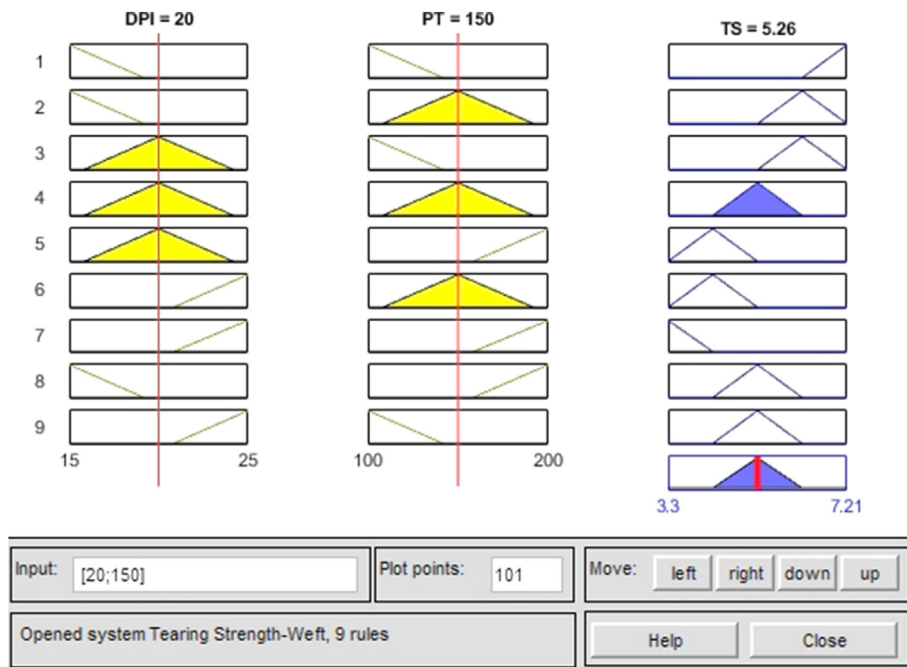 DPI = 20 PT = 150 TS = 5.26
1
2
3
4
5
6
7
8
9
15 25 100 200
3.3 7.21
Input: [20;150] Plot points: 101 Move: left right down up
Opened system Tearing Strength-Weft, 9 rules Help Close